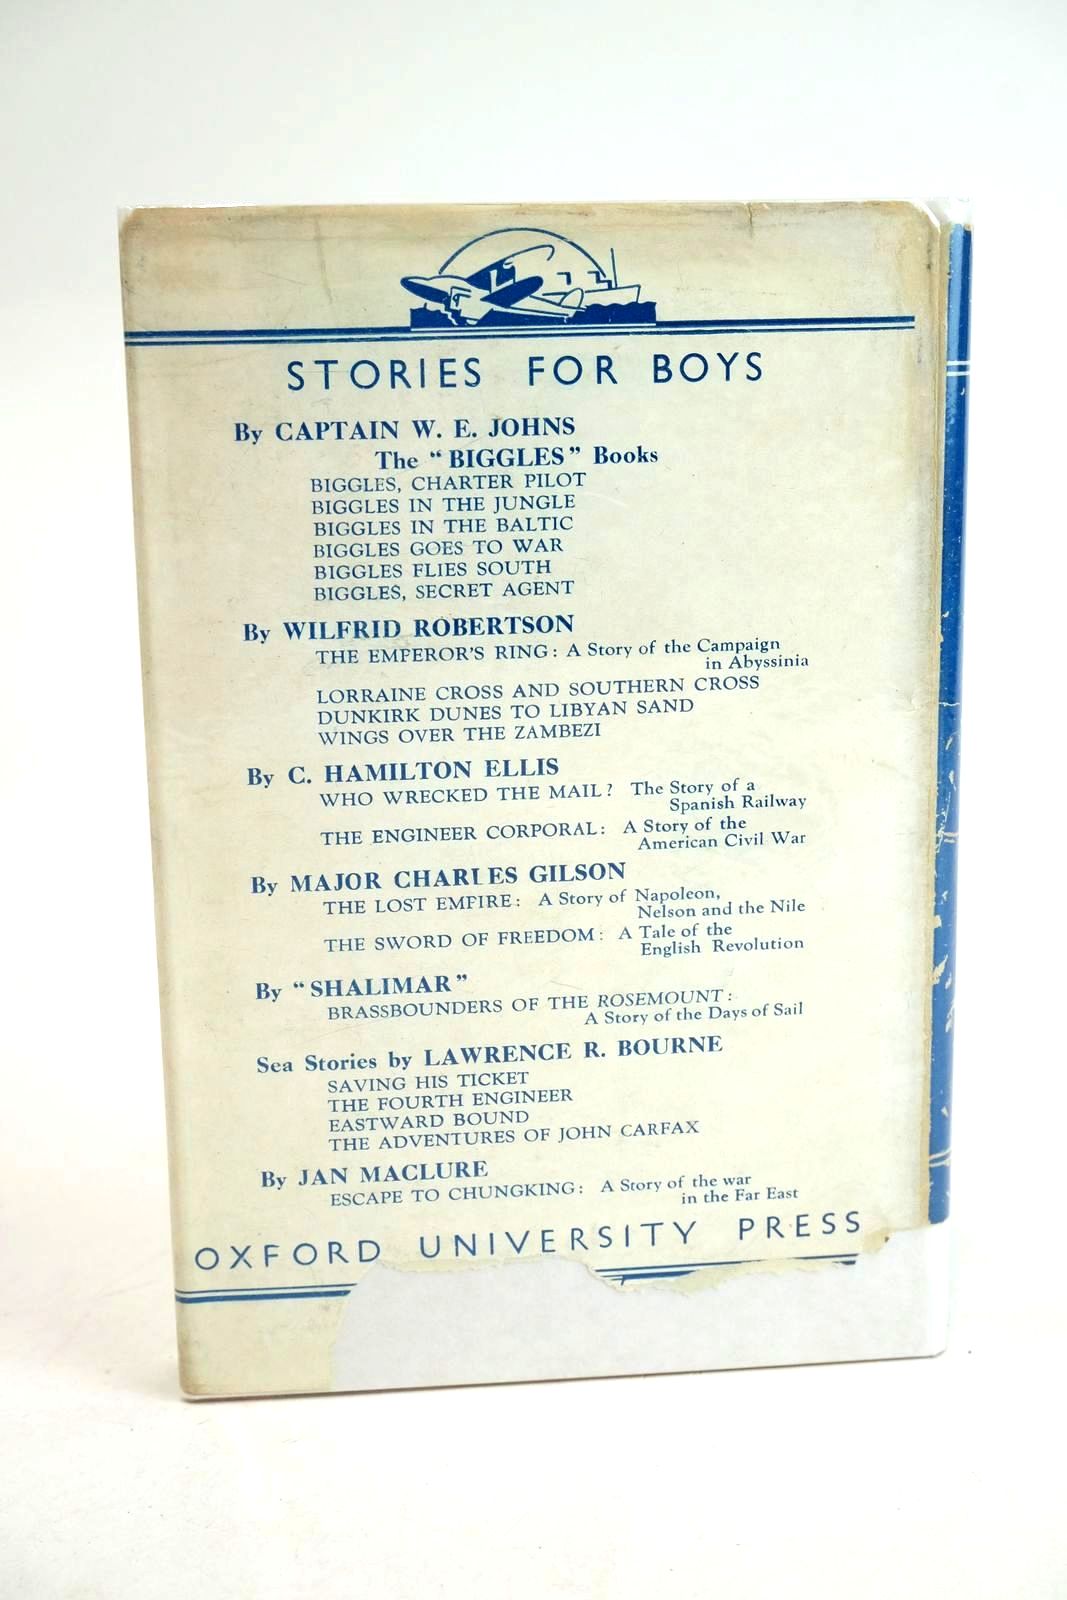 STORIES FOR BOYS
By CAPTAIN W. E. JOHNS
The "BIGGLES" Books
BIGGLES, CHARTER PILOT
BIGGLES IN THE JUNGLE
BIGGLES IN THE BALTIC
BIGGLES GOES TO WAR
BIGGLES FLIES SOUTH
BIGGLES, SECRET AGENT
By WILFRID ROBERTSON
THE EMPEROR'S RING: A Story of the Campaign
in Abyssinia
LORRAINE CROSS AND SOUTHERN CROSS
DUNKIRK DUNES TO LIBYAN SAND
WINGS OVER THE ZAMBEZI
By C. HAMILTON ELLIS
WHO WRECKED THE MAIL? The Story of a
Spanish Railway
THE ENGINEER CORPORAL: A Story of the
American Civil War
By MAJOR CHARLES GILSON
THE LOST EMPIRE: A Story of Napoleon,
Nelson and the Nile
THE SWORD OF FREEDOM: A Tale of the
English Revolution
By "SHALIMAR"
BRASSBOUNDERS OF THE ROSEMOUNT:
A Story of the Days of Sail
Sea Stories by LAWRENCE R. BOURNE
SAVING HIS TICKET
THE FOURTH ENGINEER
EASTWARD BOUND
THE ADVENTURES OF JOHN CARFAX
By JAN MACLURE
ESCAPE TO CHUNGKING: A Story of the war
in the Far East
OXFORD UNIVERSITY PRESS